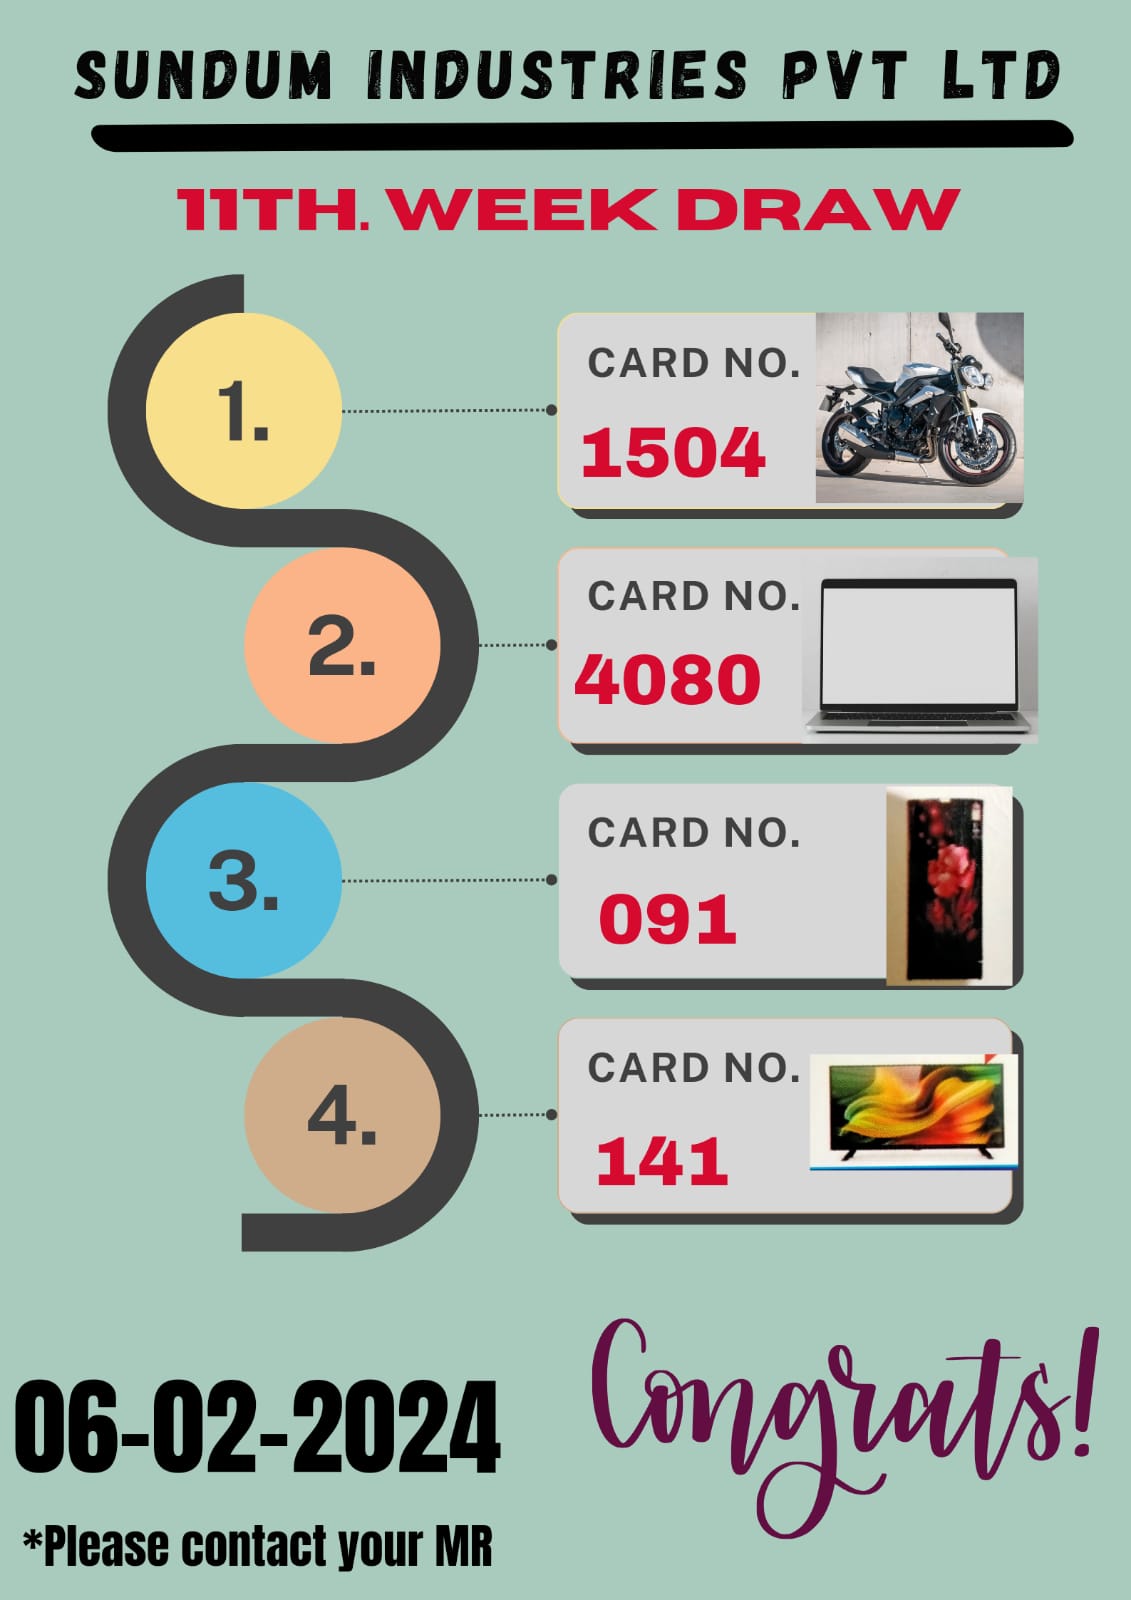 SUNDUM INDUSTRIES PVT LTD
11TH. WEEK DRAW
1.
CARD NO.
1504
2.
CARD NO.
4080
3.
CARD NO.
091
4.
CARD NO.
141
06-02-2024
Congrats!
*Please contact your MR